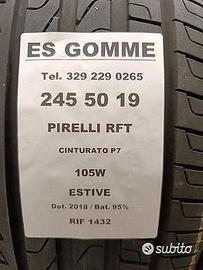 ES GOMME
Tel. 329 229 0265
245 50 19
PIRELLI RFT
CINTURATO P7
105W
ESTIVE
Dot. 2018 / Bat. 95%
RIF 1432
subito